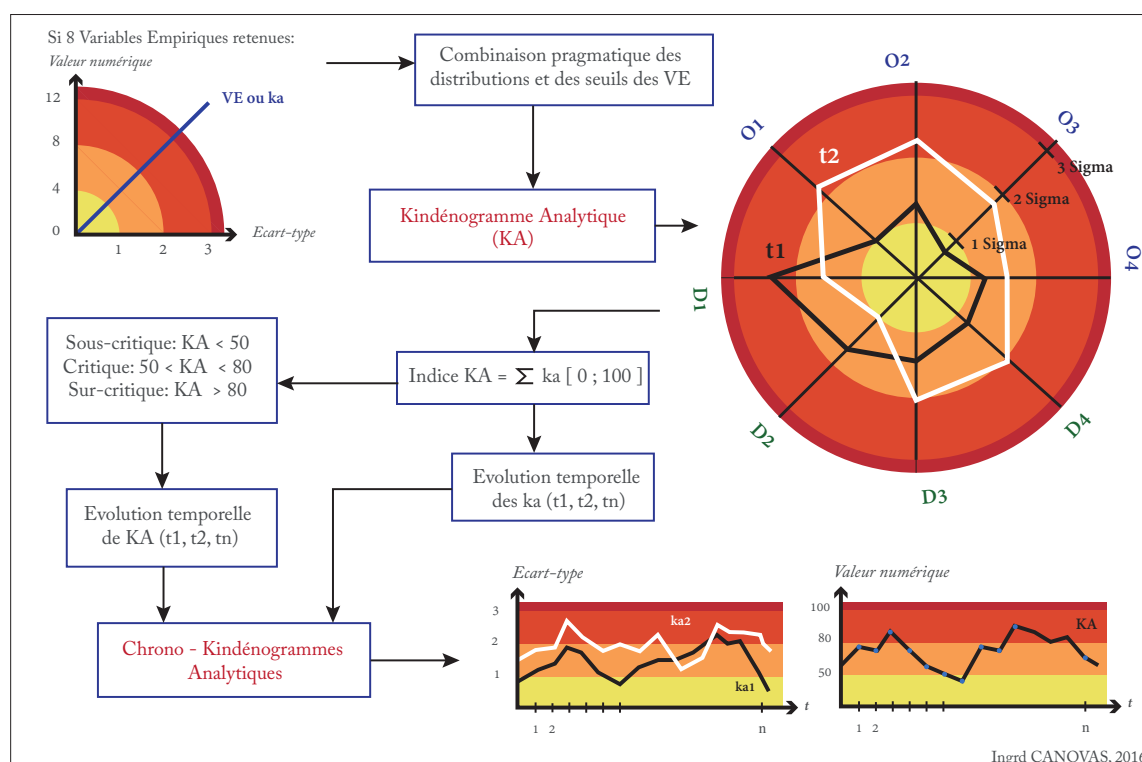 Si 8 Variables Empiriques retenues:
Valeur numérique
12
8
4
0
1
2
3
VE ou ka
Ecart-type
Combinaison pragmatique des
distributions et des seuils des VE
Kindénogramme Analytique
(KA)
O1
O2
O3
O4
D1
D2
D3
D4
t2
t1
3 Sigma
2 Sigma
1 Sigma
Sous-critique: KA < 50
Critique: 50 < KA < 80
Sur-critique: KA > 80
Indice KA = Σ ka [ 0 ; 100 ]
Evolution temporelle
de KA (t1, t2, tn)
Evolution temporelle
des ka (t1, t2, tn)
Chrono - Kindénogrammes
Analytiques
Ecart-type
3
2
1
ka2
ka1
t
1
2
n
Valeur numérique
100
80
50
KA
t
1
2
n
Ingrd CANOVAS, 2016